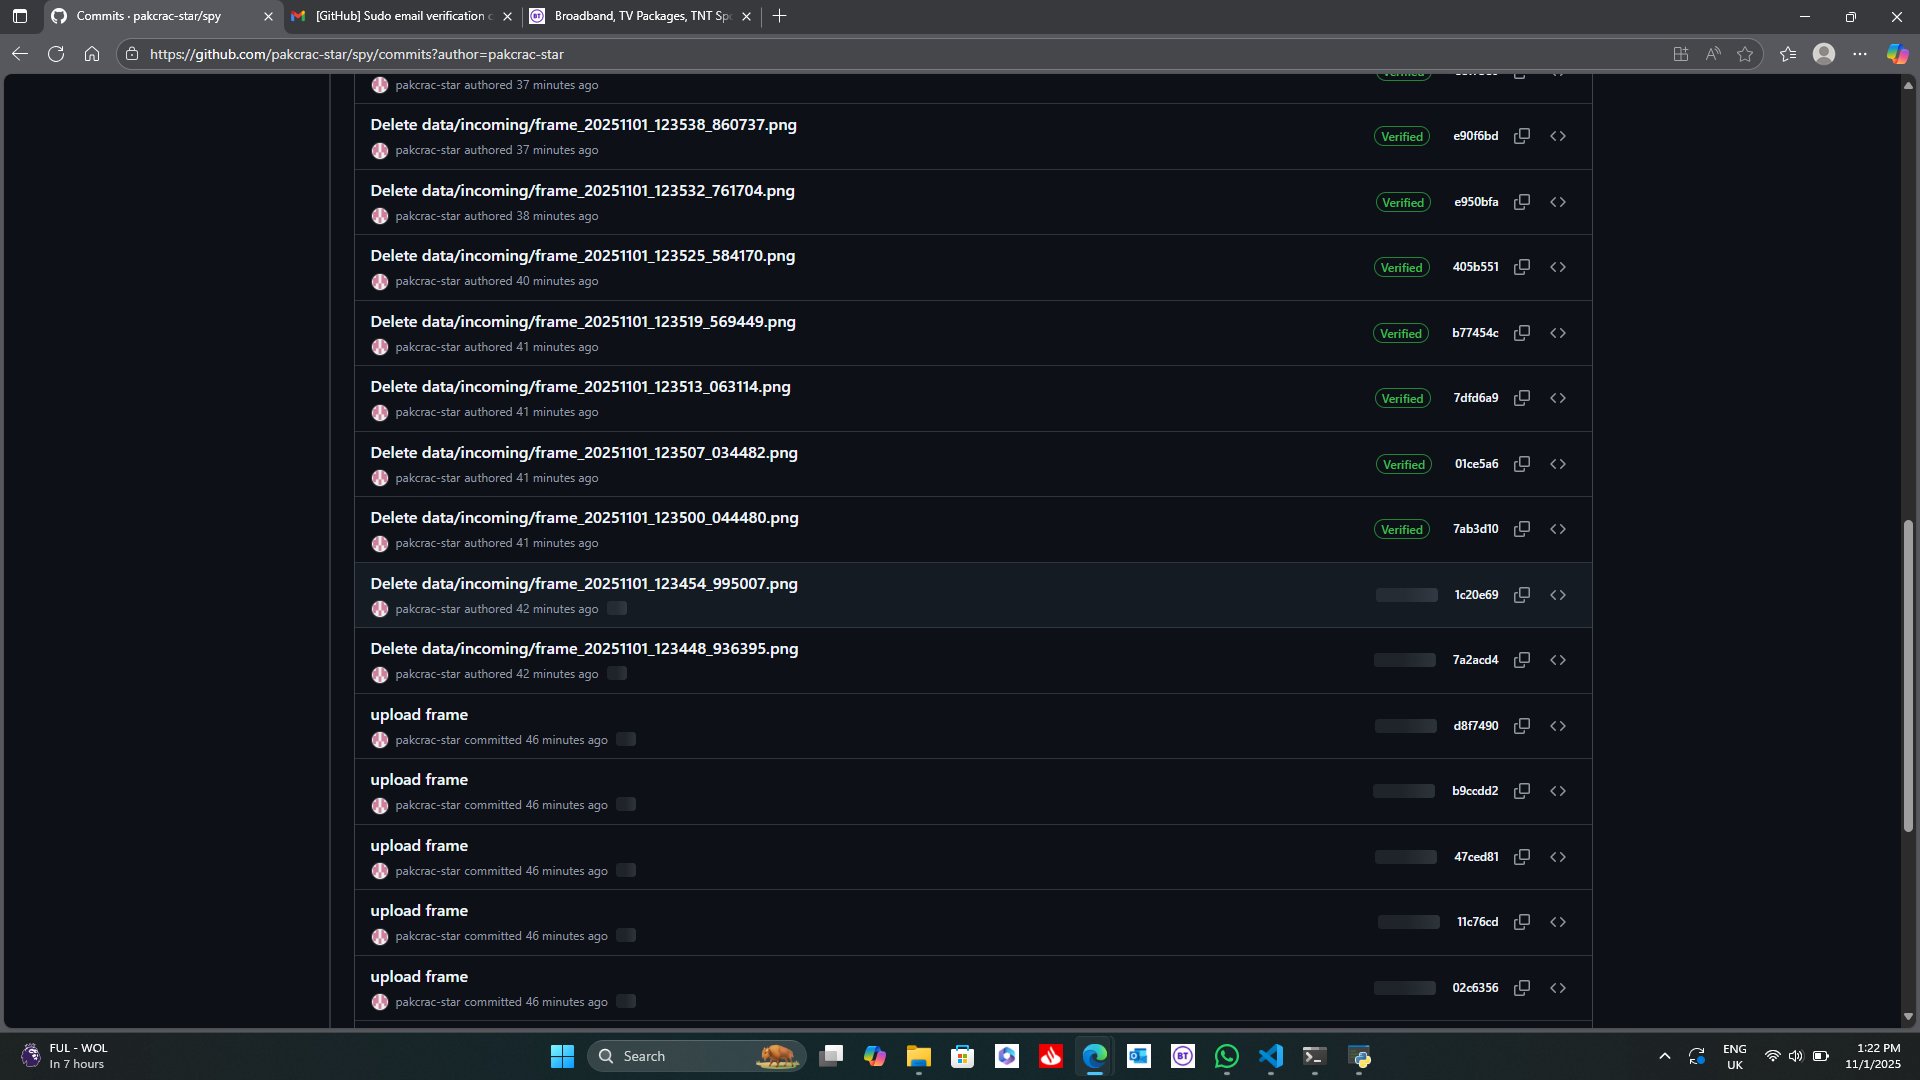 Commits · pakcrac-star/spy
[GitHub] Sudo email verification
Broadband, TV Packages, TNT Sp
https://github.com/pakcrac-star/spy/commits?author=pakcrac-star
pakcrac-star authored 37 minutes ago
Delete data/incoming/frame_20251101_123538_860737.png
Verified e90f6bd
pakcrac-star authored 37 minutes ago
Delete data/incoming/frame_20251101_123532_761704.png
Verified e950bfa
pakcrac-star authored 38 minutes ago
Delete data/incoming/frame_20251101_123525_584170.png
Verified 405b551
pakcrac-star authored 40 minutes ago
Delete data/incoming/frame_20251101_123519_569449.png
Verified b77454c
pakcrac-star authored 41 minutes ago
Delete data/incoming/frame_20251101_123513_063114.png
Verified 7dfd6a9
pakcrac-star authored 41 minutes ago
Delete data/incoming/frame_20251101_123507_034482.png
Verified 01ce5a6
pakcrac-star authored 41 minutes ago
Delete data/incoming/frame_20251101_123500_044480.png
Verified 7ab3d10
pakcrac-star authored 41 minutes ago
Delete data/incoming/frame_20251101_123454_995007.png
1c20e69
pakcrac-star authored 42 minutes ago
Delete data/incoming/frame_20251101_123448_936395.png
7a2acd4
pakcrac-star authored 42 minutes ago
upload frame
d8f7490
pakcrac-star committed 46 minutes ago
upload frame
b9ccdd2
pakcrac-star committed 46 minutes ago
upload frame
47ced81
pakcrac-star committed 46 minutes ago
upload frame
11c76cd
pakcrac-star committed 46 minutes ago
upload frame
02c6356
pakcrac-star committed 46 minutes ago
FUL - WOL
In 7 hours
Search
BT
ENG
UK
1:22 PM
11/1/2025